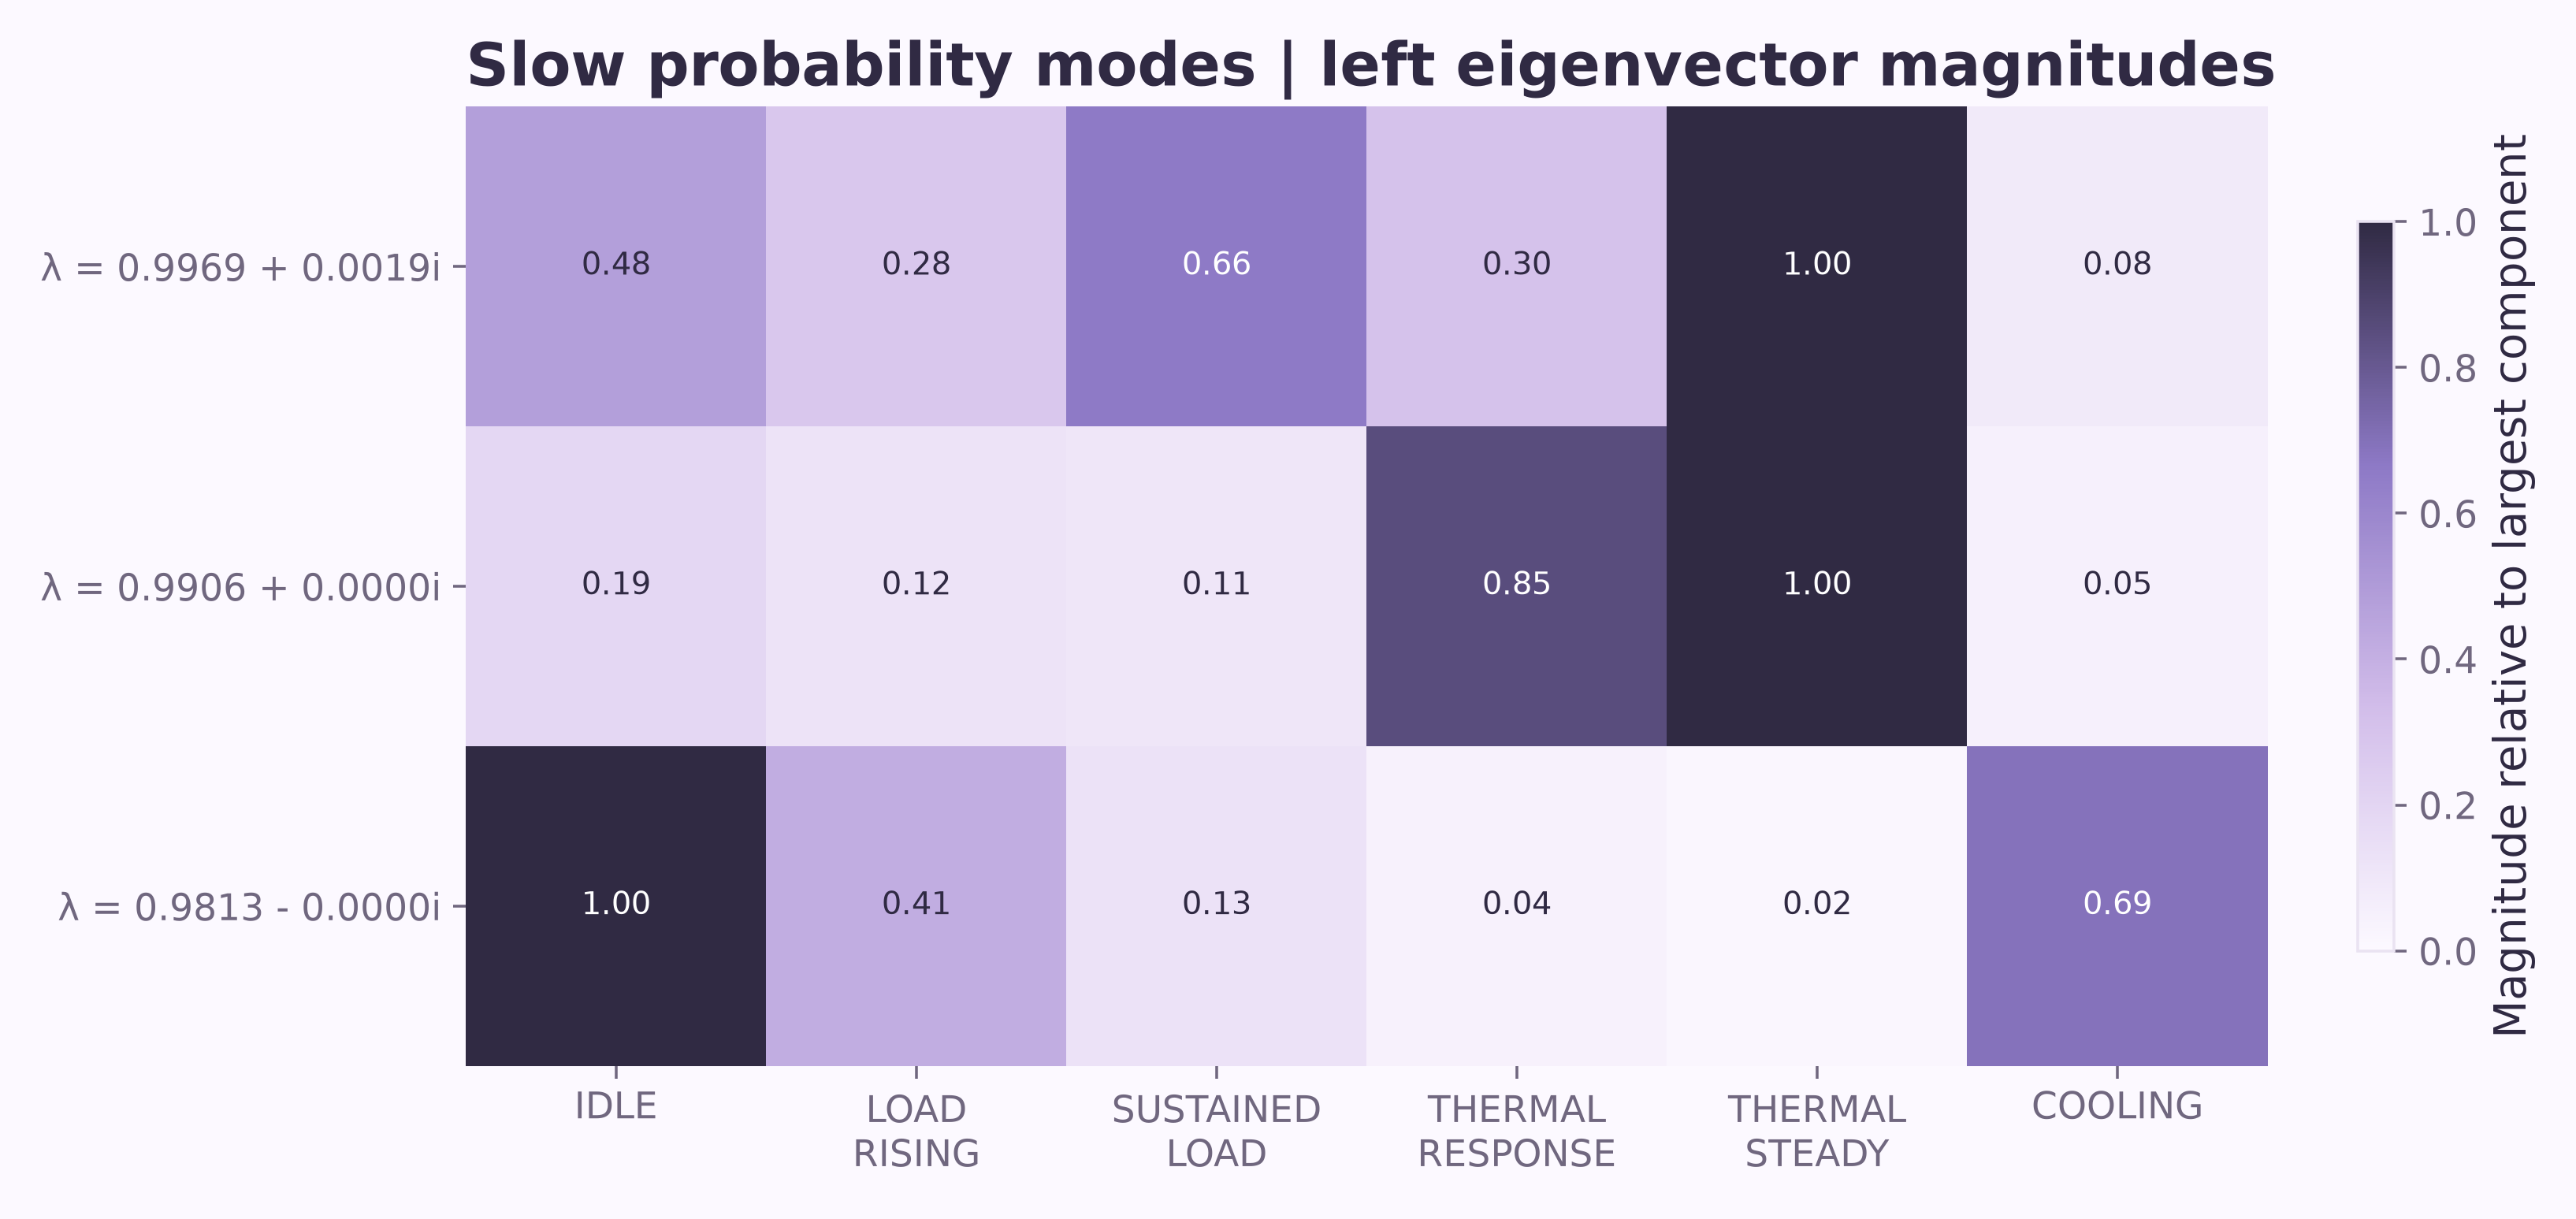 Slow probability modes | left eigenvector magnitudes
λ = 0.9969 + 0.0019i
0.48 0.28 0.66 0.30 1.00 0.08
λ = 0.9906 + 0.0000i
0.19 0.12 0.11 0.85 1.00 0.05
λ = 0.9813 - 0.0000i
1.00 0.41 0.13 0.04 0.02 0.69
IDLE
LOAD
RISING
SUSTAINED
LOAD
THERMAL
RESPONSE
THERMAL
STEADY
COOLING
1.0
0.8
0.6
0.4
0.2
0.0
Magnitude relative to largest component